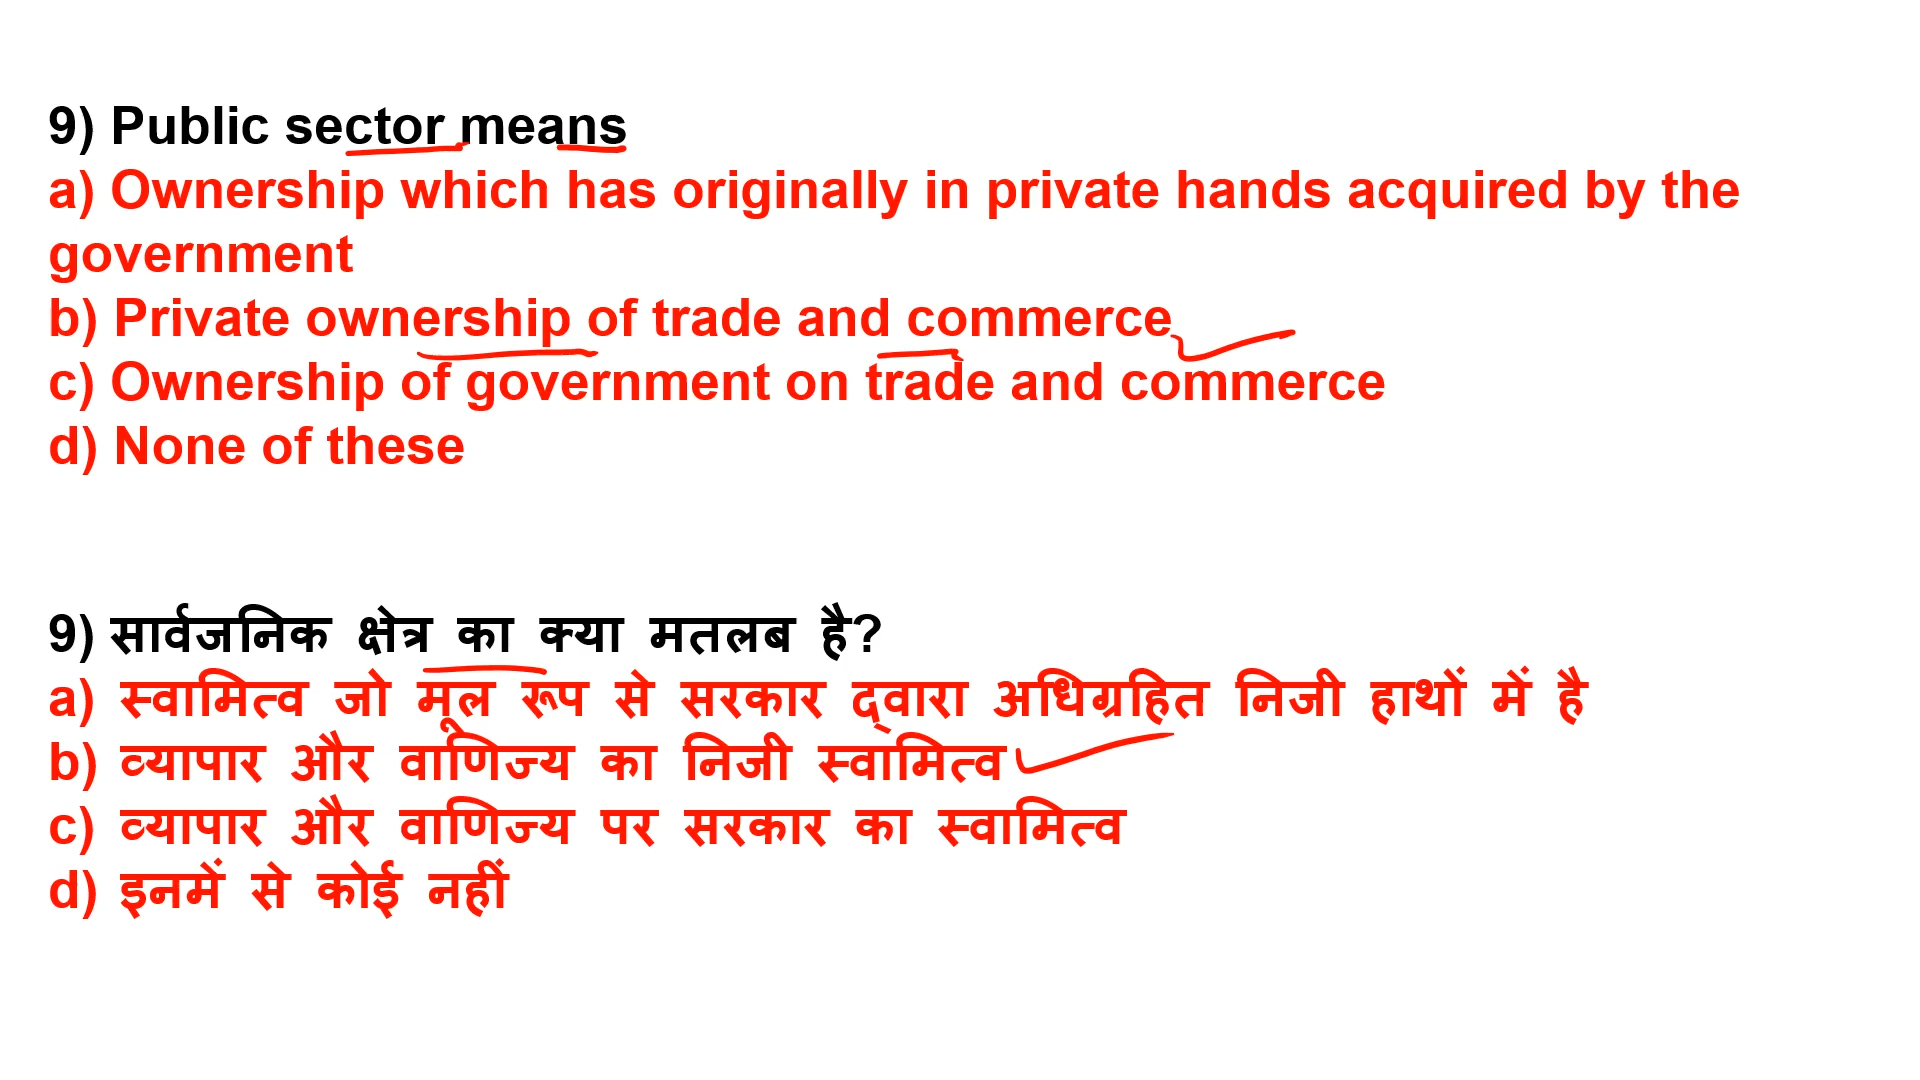 9) Public sector means
a) Ownership which has originally in private hands acquired by the
government
b) Private ownership of trade and commerce
c) Ownership of government on trade and commerce
d) None of these
9) सार्वजनिक क्षेत्र का क्या मतलब है?
a) स्वामित्व जो मूल रूप से सरकार द्वारा अधिग्रहित निजी हाथों में है
b) व्यापार और वाणिज्य का निजी स्वामित्व
c) व्यापार और वाणिज्य पर सरकार का स्वामित्व
d) इनमें से कोई नहीं